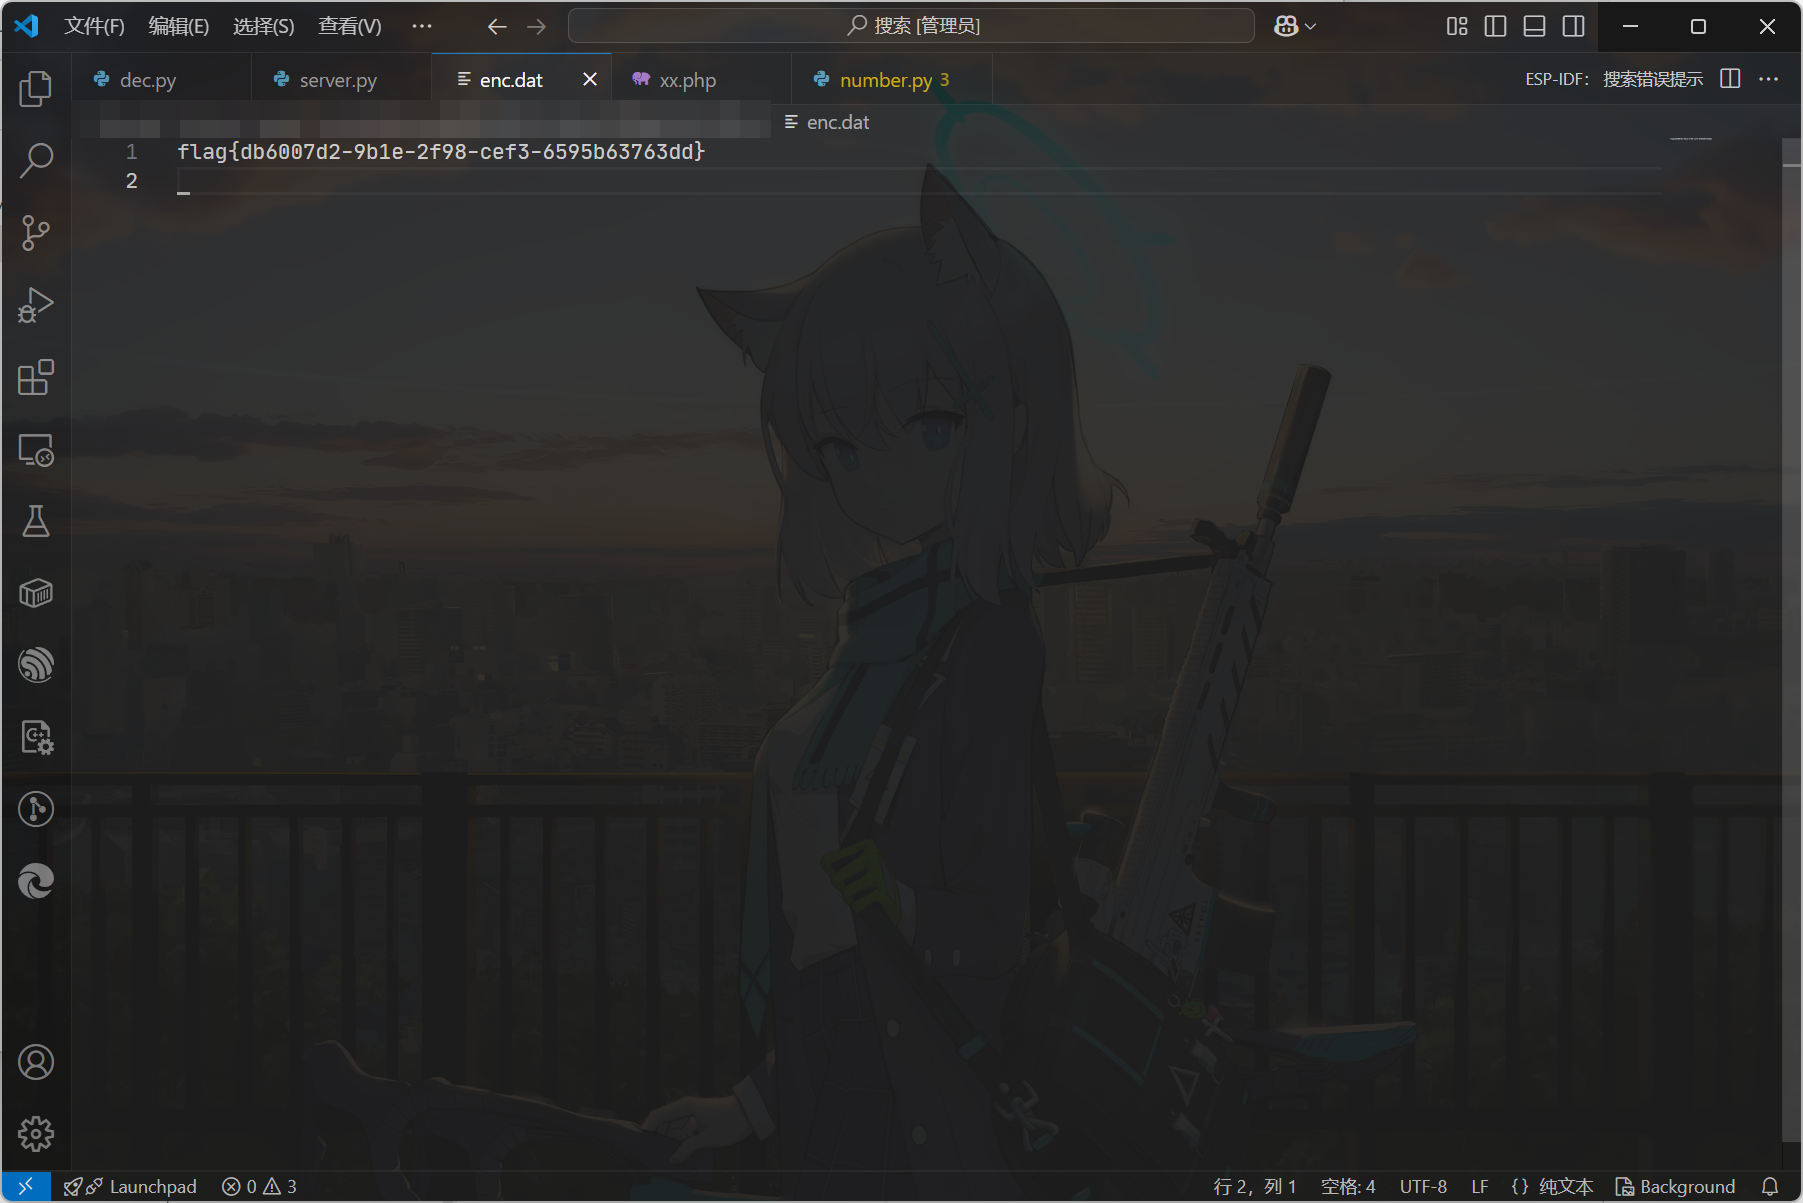 文件(F) 编辑(E) 选择(S) 查看(V) ··· 搜索 [管理员]
dec.py server.py enc.dat xx.php number.py 3 ESP-IDF: 搜索错误提示 ···
enc.dat
1 flag{db6007d2-9b1e-2f98-cef3-6595b63763dd}
2
Launchpad 0 3 行 2，列 1 空格: 4 UTF-8 LF {} 纯文本 Background